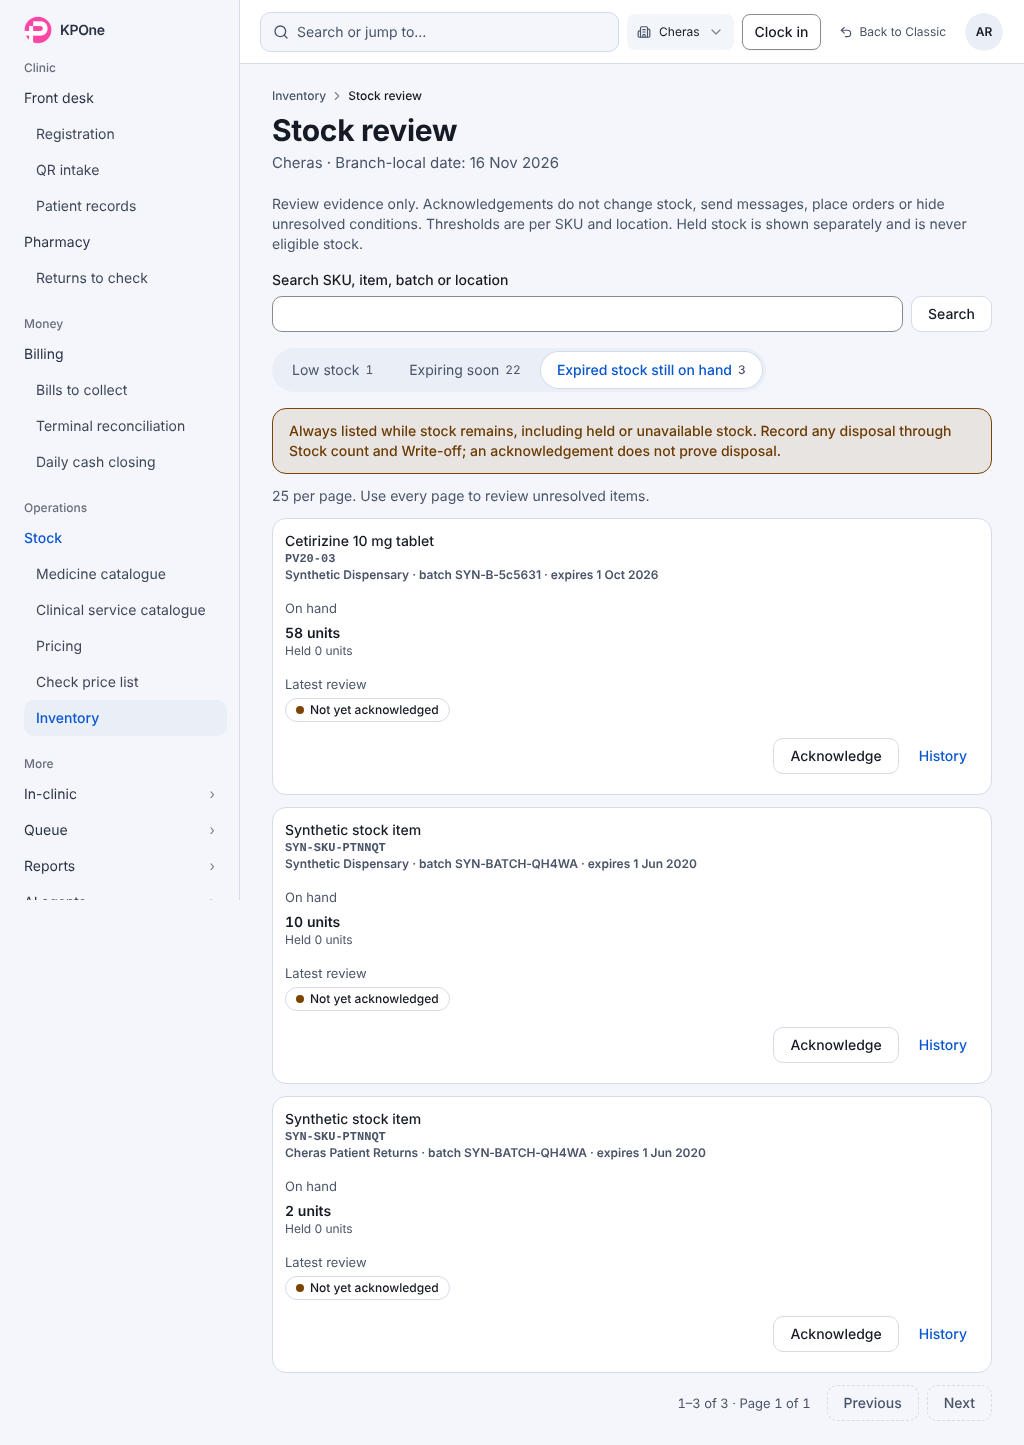 KPOne
Clinic
Front desk
Registration
QR intake
Patient records
Pharmacy
Returns to check
Money
Billing
Bills to collect
Terminal reconciliation
Daily cash closing
Operations
Stock
Medicine catalogue
Clinical service catalogue
Pricing
Check price list
Inventory
More
In-clinic
Queue
Reports
Search or jump to...
Cheras
Clock in
Back to Classic
AR
Inventory > Stock review
Stock review
Cheras · Branch-local date: 16 Nov 2026
Review evidence only. Acknowledgements do not change stock, send messages, place orders or hide
unresolved conditions. Thresholds are per SKU and location. Held stock is shown separately and is never
eligible stock.
Search SKU, item, batch or location
Search
Low stock 1
Expiring soon 22
Expired stock still on hand 3
Always listed while stock remains, including held or unavailable stock. Record any disposal through
Stock count and Write-off; an acknowledgement does not prove disposal.
25 per page. Use every page to review unresolved items.
Cetirizine 10 mg tablet
PV20-03
Synthetic Dispensary · batch SYN-B-5c5631 · expires 1 Oct 2026
On hand
58 units
Held 0 units
Latest review
Not yet acknowledged
Acknowledge
History
Synthetic stock item
SYN-SKU-PTNNQT
Synthetic Dispensary · batch SYN-BATCH-QH4WA · expires 1 Jun 2020
On hand
10 units
Held 0 units
Latest review
Not yet acknowledged
Acknowledge
History
Synthetic stock item
SYN-SKU-PTNNQT
Cheras Patient Returns · batch SYN-BATCH-QH4WA · expires 1 Jun 2020
On hand
2 units
Held 0 units
Latest review
Not yet acknowledged
Acknowledge
History
1–3 of 3 · Page 1 of 1
Previous
Next